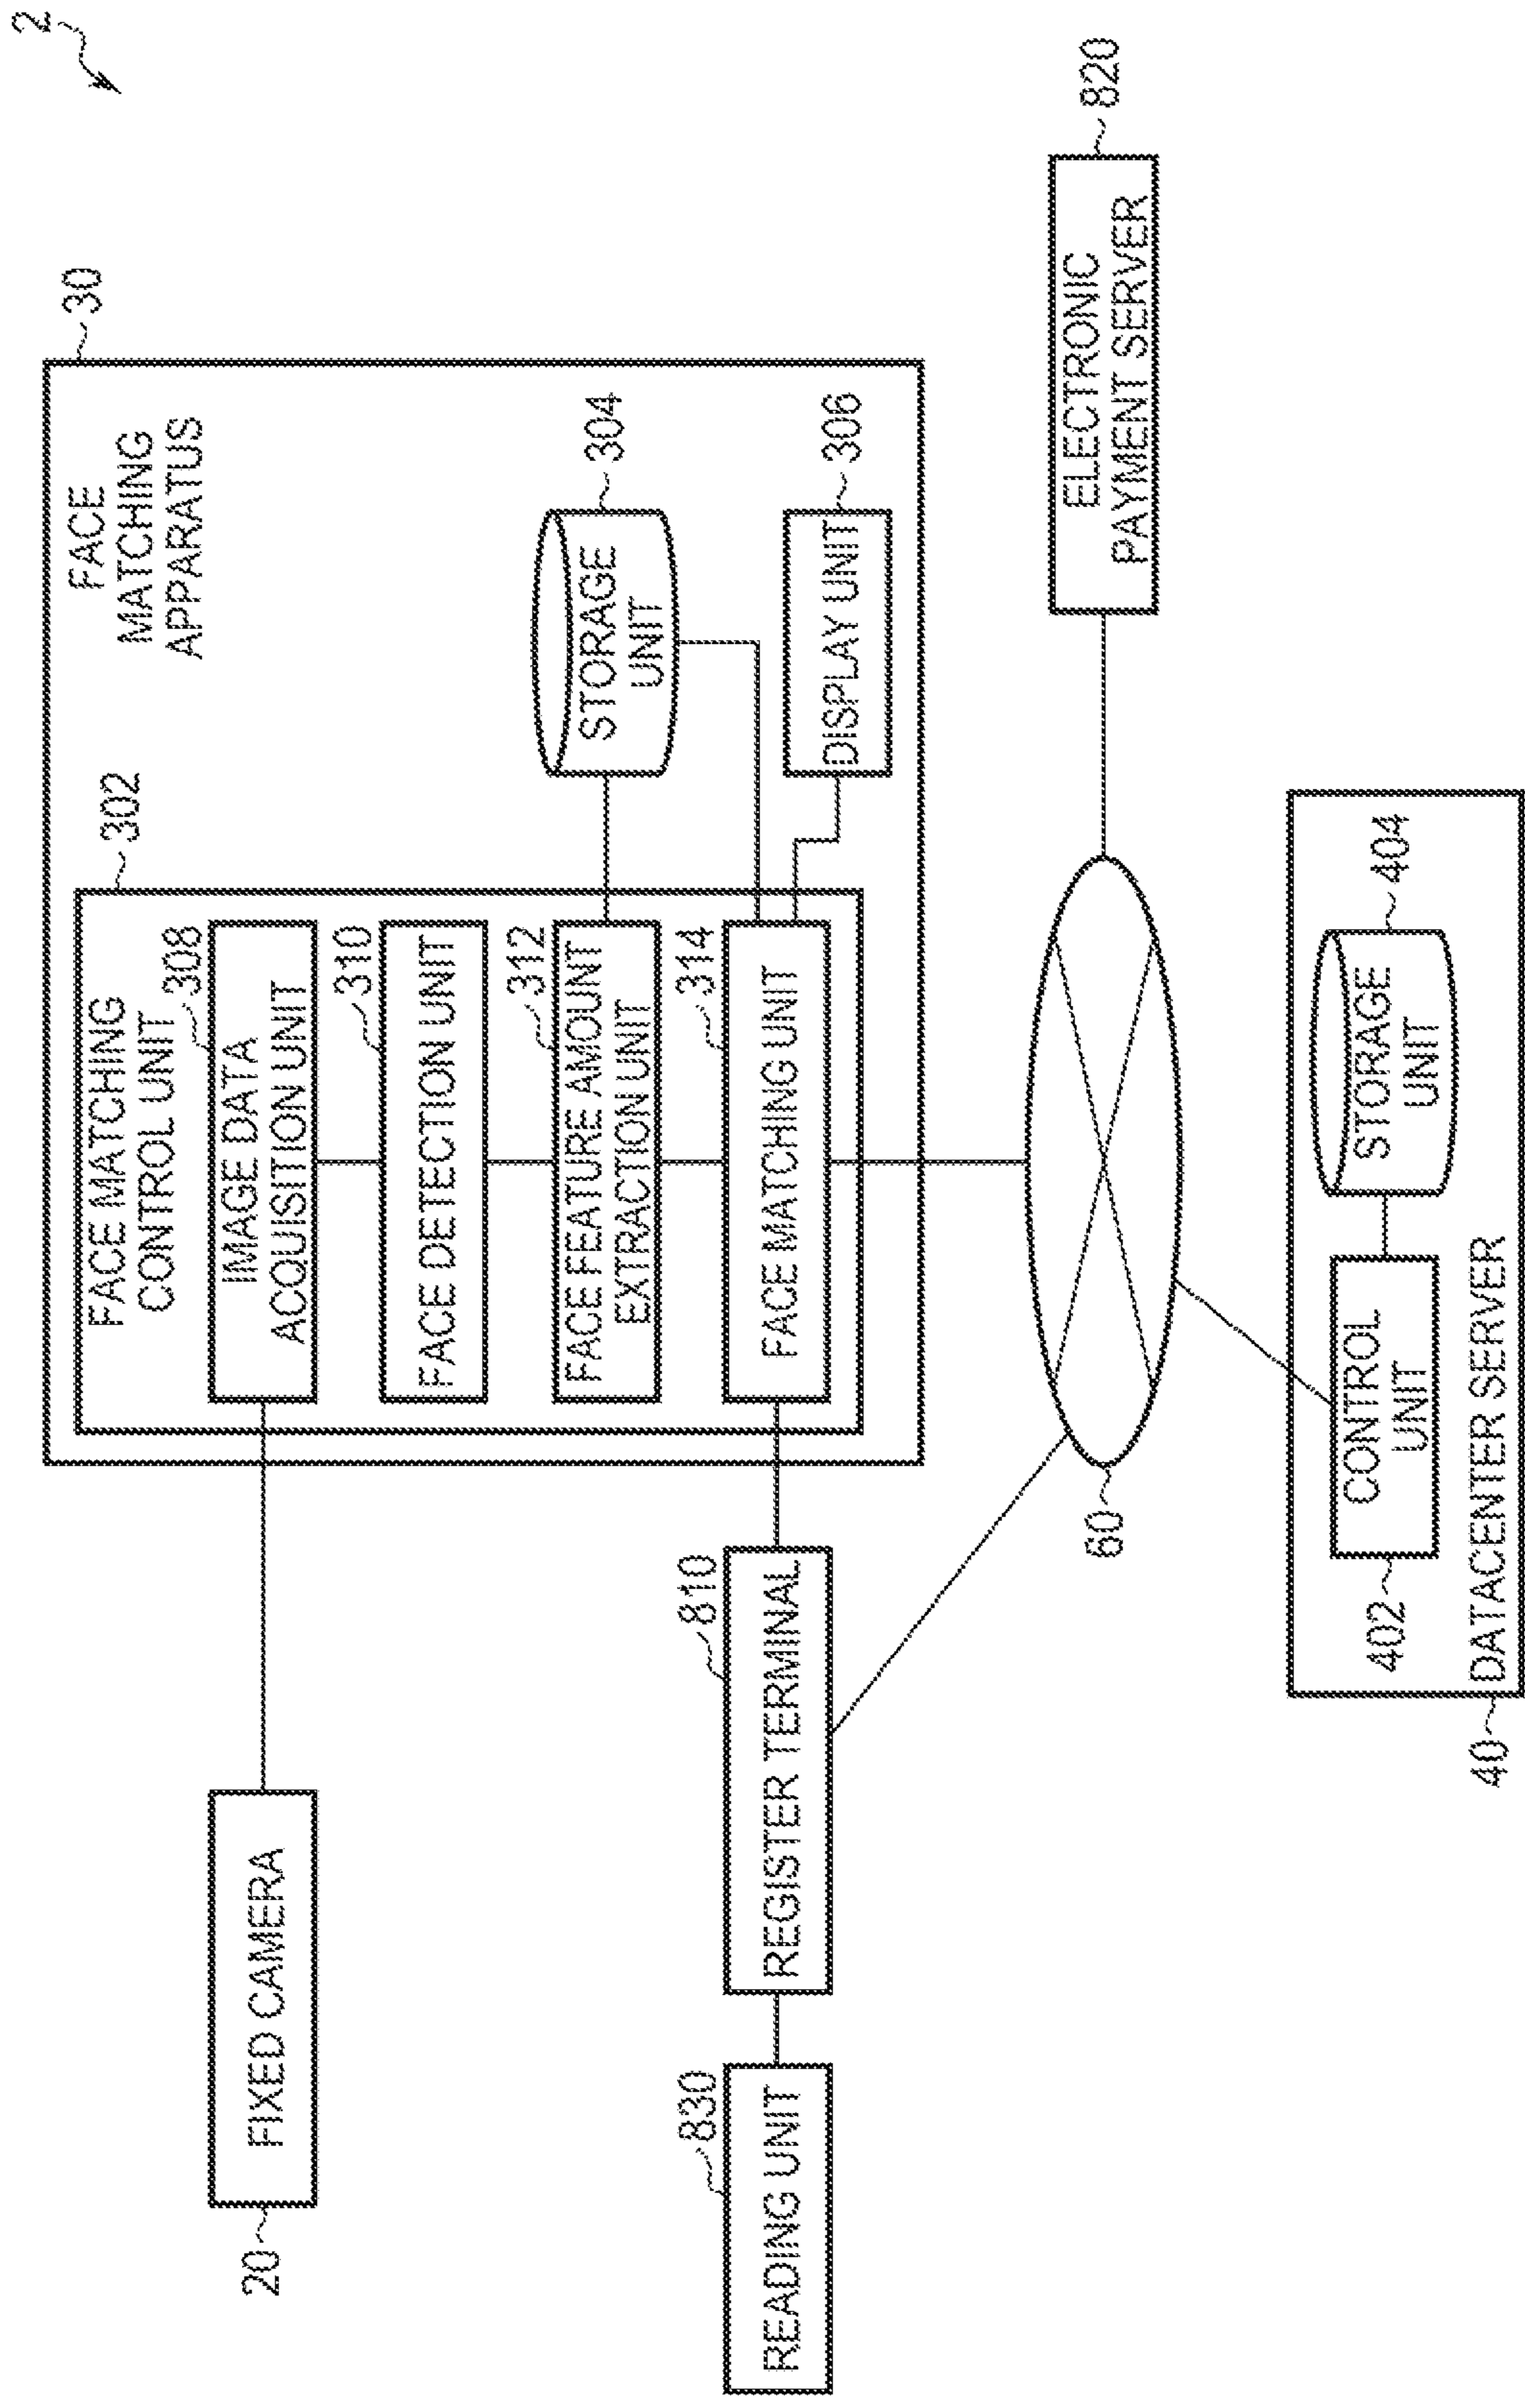 2
30
FACE
MATCHING
APPARATUS
302
FACE MATCHING
CONTROL UNIT
308
IMAGE DATA
ACQUISITION UNIT
310
FACE DETECTION UNIT
312
FACE FEATURE AMOUNT
EXTRACTION UNIT
314
FACE MATCHING UNIT
304
STORAGE
UNIT
306
DISPLAY UNIT
20
FIXED CAMERA
830
READING UNIT
810
REGISTER TERMINAL
60
820
ELECTRONIC
PAYMENT SERVER
402
CONTROL
UNIT
404
STORAGE
UNIT
40
DATACENTER SERVER